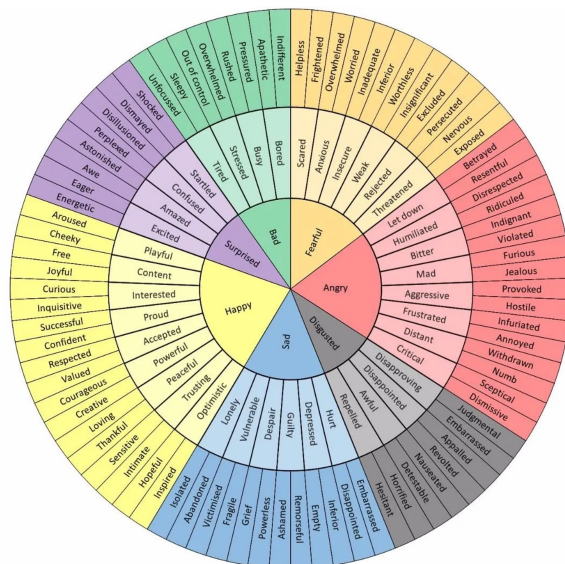 Bad
Fearful
Angry
Disgusted
Sad
Happy
Surprised
Bored
Busy
Stressed
Tired
Scared
Anxious
Insecure
Weak
Rejected
Threatened
Let down
Humiliated
Bitter
Mad
Aggressive
Frustrated
Distant
Critical
Disapproving
Disappointed
Awful
Repelled
Hurt
Depressed
Guilty
Despair
Vulnerable
Lonely
Optimistic
Trusting
Peaceful
Powerful
Accepted
Proud
Interested
Content
Playful
Excited
Amazed
Confused
Startled
Helpless
Frightened
Overwhelmed
Worried
Inadequate
Inferior
Worthless
Insignificant
Excluded
Persecuted
Nervous
Exposed
Betrayed
Resentful
Disrespected
Ridiculed
Indignant
Violated
Furious
Jealous
Provoked
Hostile
Infuriated
Annoyed
Withdrawn
Numb
Sceptical
Dismissive
Judgmental
Embarrassed
Appalled
Revolted
Nauseated
Detestable
Horrified
Hesitant
Embarrassed
Disappointed
Inferior
Empty
Remorseful
Ashamed
Powerless
Grief
Fragile
Victimised
Abandoned
Isolated
Inspired
Hopeful
Intimate
Sensitive
Thankful
Loving
Creative
Courageous
Valued
Respected
Confident
Successful
Inquisitive
Curious
Joyful
Free
Cheeky
Aroused
Energetic
Eager
Awe
Astonished
Perplexed
Disillusioned
Dismayed
Shocked
Unfocussed
Sleepy
Out of control
Overwhelmed
Rushed
Pressured
Apathetic
Indifferent